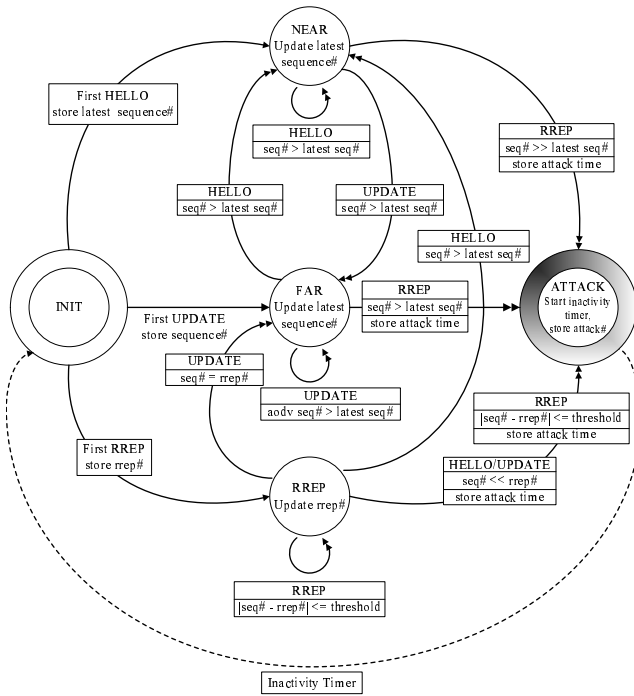 NEAR
Update latest
sequence#
First HELLO
store latest sequence#
HELLO
seq# > latest seq#
RREP
seq# >> latest seq#
store attack time
HELLO
seq# > latest seq#
UPDATE
seq# > latest seq#
HELLO
seq# > latest seq#
INIT
FAR
Update latest
sequence#
RREP
seq# > latest seq#
store attack time
ATTACK
Start inactivity
timer,
store attack#
First UPDATE
store sequence#
UPDATE
seq# = rrep#
UPDATE
aodv seq# > latest seq#
RREP
|seq# - rrep#| <= threshold
store attack time
First RREP
store rrep#
HELLO/UPDATE
seq# << rrep#
store attack time
RREP
Update rrep#
RREP
|seq# - rrep#| <= threshold
Inactivity Timer